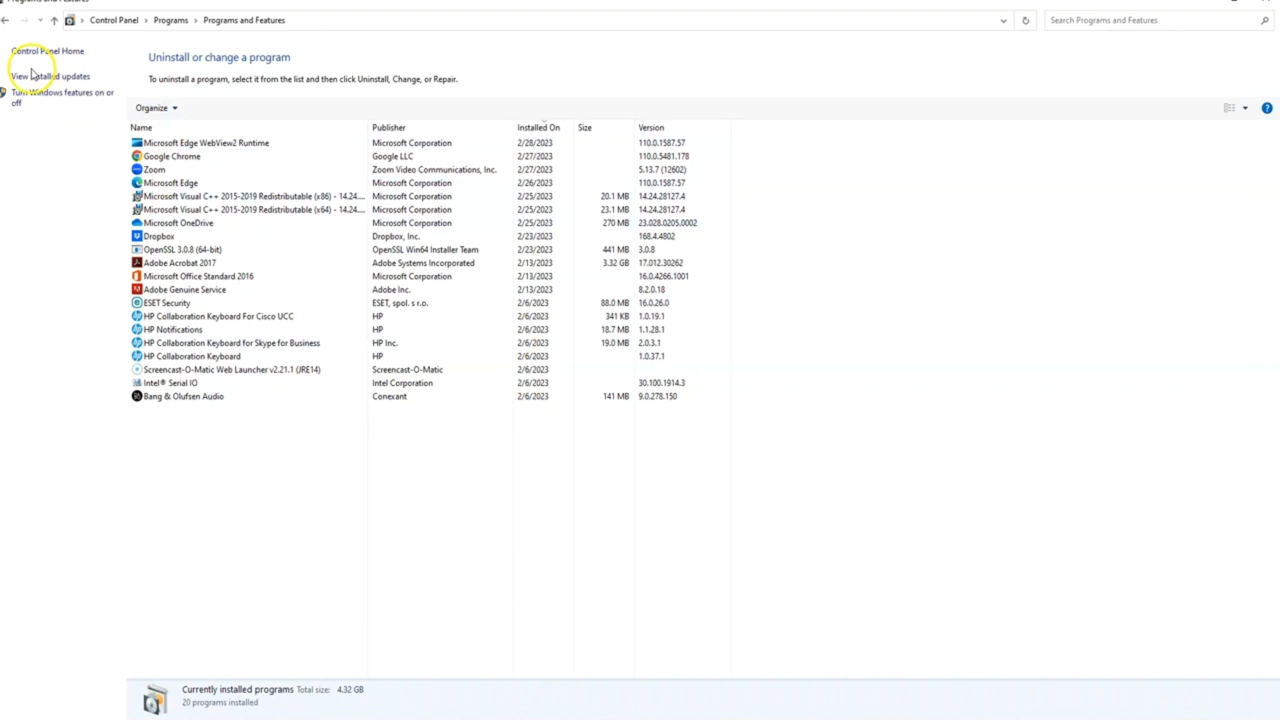 Programs and Features
Control Panel > Programs > Programs and Features
Search Programs and Features
Control Panel Home
View installed updates
Turn Windows features on or
off
Uninstall or change a program
To uninstall a program, select it from the list and then click Uninstall, Change, or Repair.
Organize
Name Publisher Installed On Size Version
Microsoft Edge WebView2 Runtime Microsoft Corporation 2/28/2023 110.0.1587.57
Google Chrome Google LLC 2/27/2023 110.0.5481.178
Zoom Zoom Video Communications, Inc. 2/27/2023 5.13.7 (12602)
Microsoft Edge Microsoft Corporation 2/26/2023 110.0.1587.57
Microsoft Visual C++ 2015-2019 Redistributable (x86) - 14.24.... Microsoft Corporation 2/25/2023 20.1 MB 14.24.28127.4
Microsoft Visual C++ 2015-2019 Redistributable (x64) - 14.24.... Microsoft Corporation 2/25/2023 23.1 MB 14.24.28127.4
Microsoft OneDrive Microsoft Corporation 2/25/2023 270 MB 23.028.0205.0002
Dropbox Dropbox, Inc. 2/23/2023 168.4.4802
OpenSSL 3.0.8 (64-bit) OpenSSL Win64 Installer Team 2/23/2023 441 MB 3.0.8
Adobe Acrobat 2017 Adobe Systems Incorporated 2/13/2023 3.32 GB 17.012.30262
Microsoft Office Standard 2016 Microsoft Corporation 2/13/2023 16.0.4266.1001
Adobe Genuine Service Adobe Inc. 2/13/2023 8.2.0.18
ESET Security ESET, spol. s r.o. 2/6/2023 88.0 MB 16.0.26.0
HP Collaboration Keyboard For Cisco UCC HP 2/6/2023 341 KB 1.0.19.1
HP Notifications HP 2/6/2023 18.7 MB 1.1.28.1
HP Collaboration Keyboard for Skype for Business HP Inc. 2/6/2023 19.0 MB 2.0.3.1
HP Collaboration Keyboard HP 2/6/2023 1.0.37.1
Screencast-O-Matic Web Launcher v2.21.1 (JRE14) Screencast-O-Matic 2/6/2023
Intel® Serial IO Intel Corporation 2/6/2023 30.100.1914.3
Bang & Olufsen Audio Conexant 2/6/2023 141 MB 9.0.278.150
Currently installed programs Total size: 4.32 GB
20 programs installed